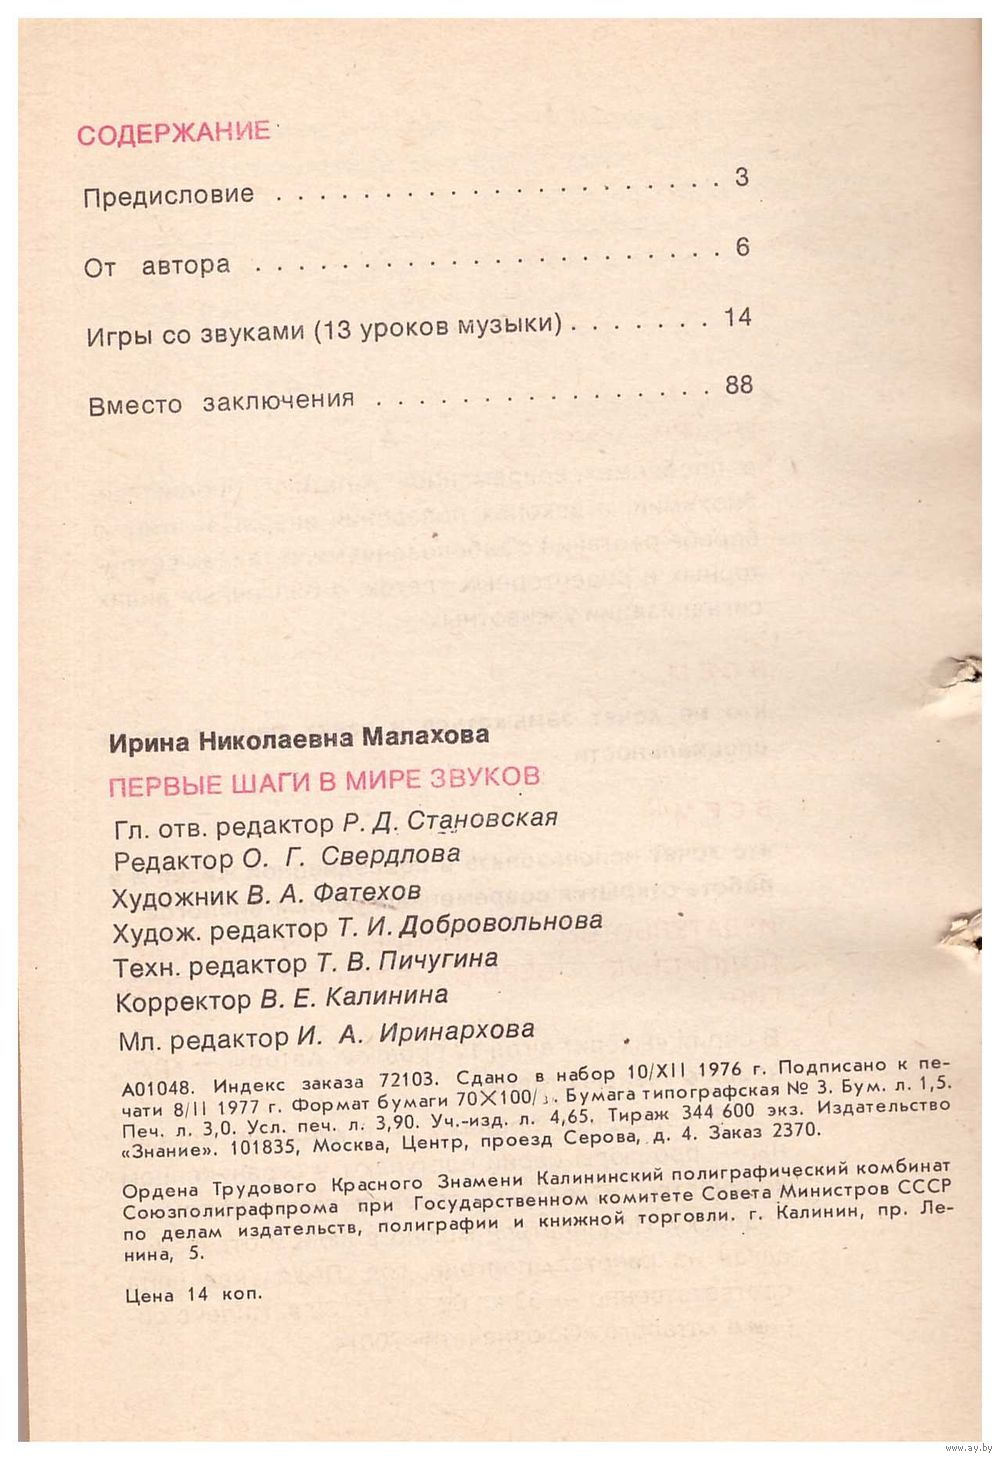 СОДЕРЖАНИЕ
Предисловие . . . . . . . . . . . . . . . . . . . . . 3
От автора . . . . . . . . . . . . . . . . . . . . . . 6
Игры со звуками (13 уроков музыки) . . . . . . . 14
Вместо заключения . . . . . . . . . . . . . . . . 88
Ирина Николаевна Малахова
ПЕРВЫЕ ШАГИ В МИРЕ ЗВУКОВ
Гл. отв. редактор Р. Д. Становская
Редактор О. Г. Свердлова
Художник В. А. Фатехов
Худож. редактор Т. И. Добровольнова
Техн. редактор Т. В. Пичугина
Корректор В. Е. Калинина
Мл. редактор И. А. Иринархова
А01048. Индекс заказа 72103. Сдано в набор 10/XII 1976 г. Подписано к пе-
чати 8/II 1977 г. Формат бумаги 70X100/ . Бумага типографская № 3. Бум. л. 1,5.
Печ. л. 3,0. Усл. печ. л. 3,90. Уч.-изд. л. 4,65. Тираж 344 600 экз. Издательство
«Знание». 101835, Москва, Центр, проезд Серова, д. 4. Заказ 2370.
Ордена Трудового Красного Знамени Калининский полиграфический комбинат
Союзполиграфпрома при Государственном комитете Совета Министров СССР
по делам издательств, полиграфии и книжной торговли. г. Калинин, пр. Ле-
нина, 5.
Цена 14 коп.
www.ay.by